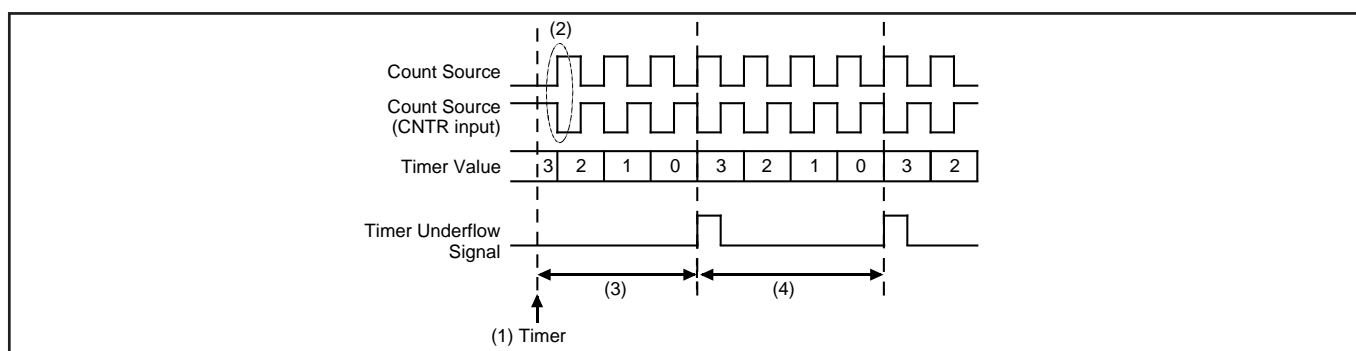 (2)
Count Source
Count Source
(CNTR input)
Timer Value
3 2 1 0 3 2 1 0 3 2
Timer Underflow
Signal
(3)
(4)
(1) Timer